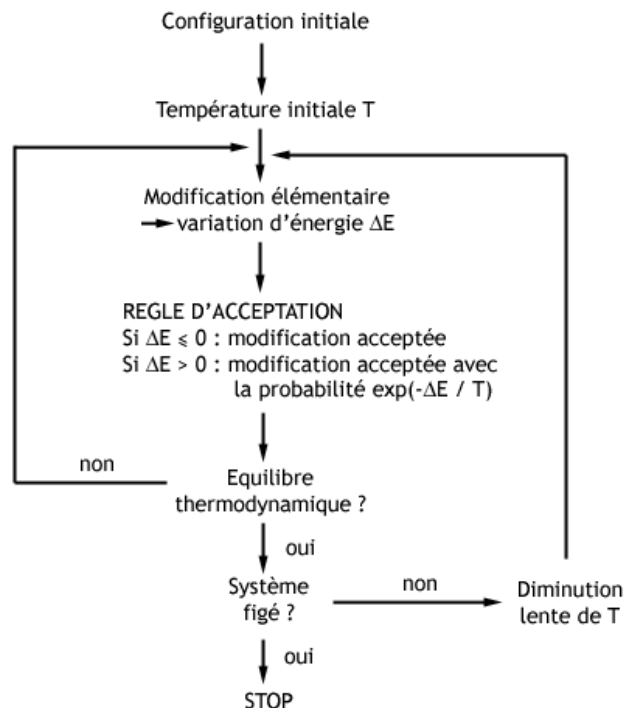 Configuration initiale
Température initiale T
Modification élémentaire
variation d'énergie ΔE
REGLE D'ACCEPTATION
Si ΔE ⩽ 0 : modification acceptée
Si ΔE > 0 : modification acceptée avec
la probabilité exp(-ΔE / T)
non
Equilibre
thermodynamique ?
oui
Système
figé ?
non
Diminution
lente de T
oui
STOP